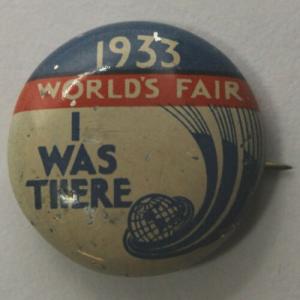 1933
WORLD'S FAIR
I
WAS
THERE